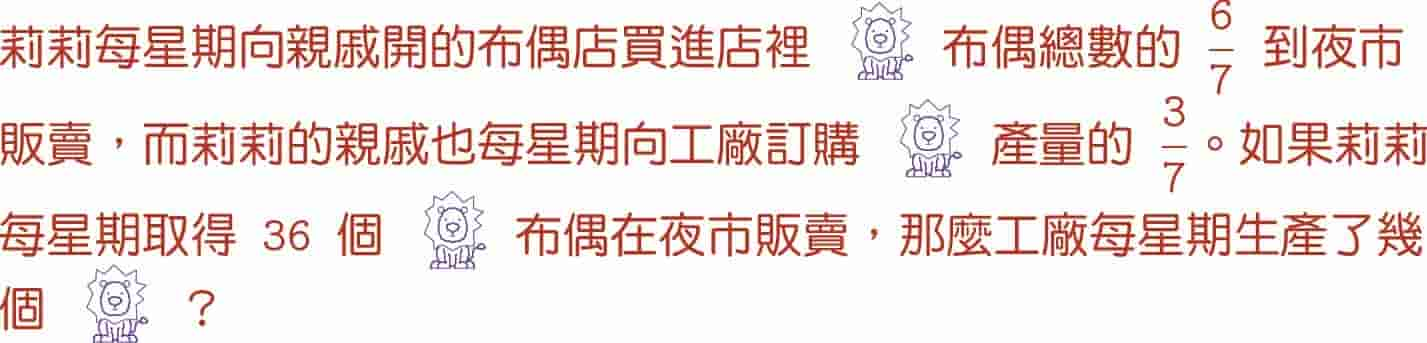 莉莉每星期向親戚開的布偶店買進店裡 布偶總數的 6/7 到夜市
販賣，而莉莉的親戚也每星期向工廠訂購 產量的 3/7。如果莉莉
每星期取得 36 個 布偶在夜市販賣，那麼工廠每星期生產了幾
個 ？